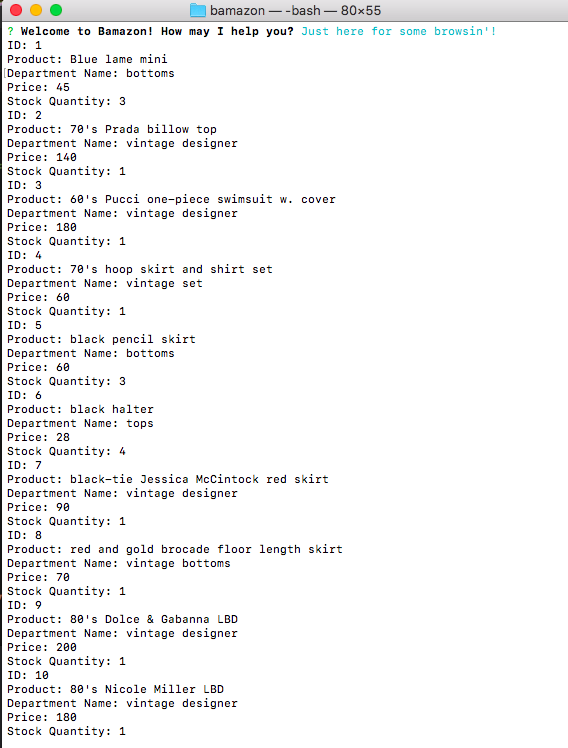 bamazon — -bash — 80×55
? Welcome to Bamazon! How may I help you? Just here for some browsin'!
ID: 1
Product: Blue lame mini
Department Name: bottoms
Price: 45
Stock Quantity: 3
ID: 2
Product: 70's Prada billow top
Department Name: vintage designer
Price: 140
Stock Quantity: 1
ID: 3
Product: 60's Pucci one-piece swimsuit w. cover
Department Name: vintage designer
Price: 180
Stock Quantity: 1
ID: 4
Product: 70's hoop skirt and shirt set
Department Name: vintage set
Price: 60
Stock Quantity: 1
ID: 5
Product: black pencil skirt
Department Name: bottoms
Price: 60
Stock Quantity: 3
ID: 6
Product: black halter
Department Name: tops
Price: 28
Stock Quantity: 4
ID: 7
Product: black-tie Jessica McClintock red skirt
Department Name: vintage designer
Price: 90
Stock Quantity: 1
ID: 8
Product: red and gold brocade floor length skirt
Department Name: vintage bottoms
Price: 70
Stock Quantity: 1
ID: 9
Product: 80's Dolce & Gabanna LBD
Department Name: vintage designer
Price: 200
Stock Quantity: 1
ID: 10
Product: 80's Nicole Miller LBD
Department Name: vintage designer
Price: 180
Stock Quantity: 1